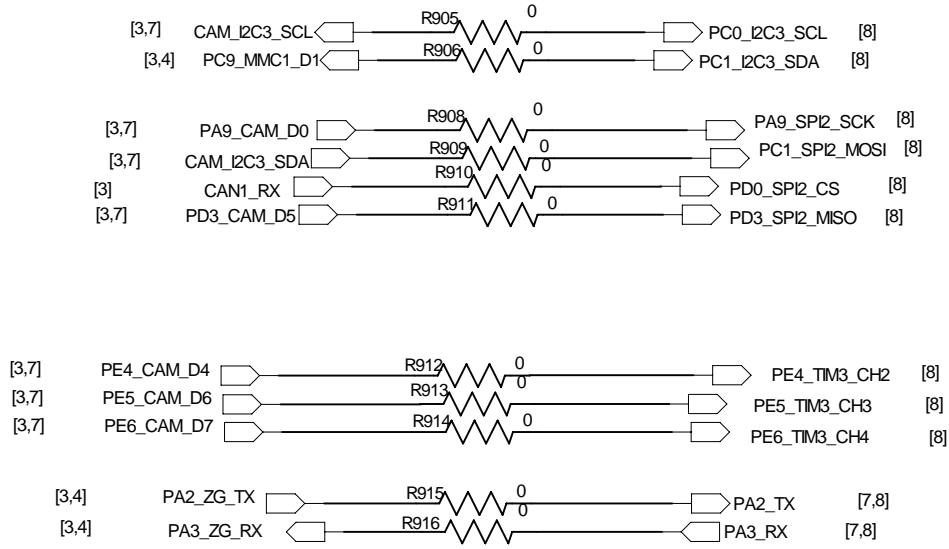 [3,7] CAM_I2C3_SCL R905 0 PC0_I2C3_SCL [8]
[3,4] PC9_MMC1_D1 R906 0 PC1_I2C3_SDA [8]
[3,7] PA9_CAM_D0 R908 0 PA9_SPI2_SCK [8]
[3,7] CAM_I2C3_SDA R909 0 PC1_SPI2_MOSI [8]
[3] CAN1_RX R910 0 PD0_SPI2_CS [8]
[3,7] PD3_CAM_D5 R911 0 PD3_SPI2_MISO [8]
[3,7] PE4_CAM_D4 R912 0 PE4_TIM3_CH2 [8]
[3,7] PE5_CAM_D6 R913 0 PE5_TIM3_CH3 [8]
[3,7] PE6_CAM_D7 R914 0 PE6_TIM3_CH4 [8]
[3,4] PA2_ZG_TX R915 0 PA2_TX [7,8]
[3,4] PA3_ZG_RX R916 0 PA3_RX [7,8]